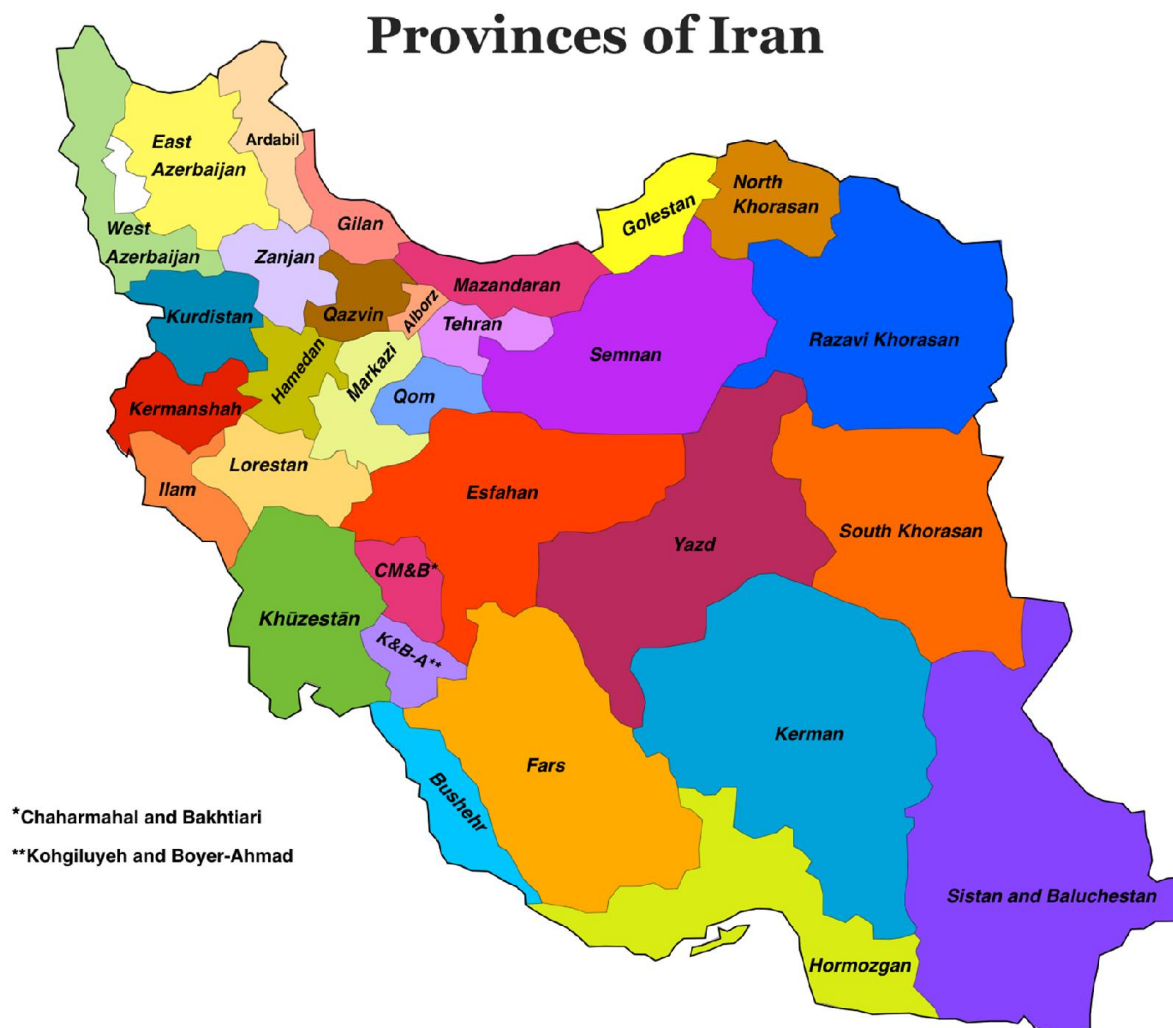 Provinces of Iran
East
Azerbaijan
Ardabil
West
Azerbaijan
Zanjan
Gilan
Golestan
North
Khorasan
Mazandaran
Kurdistan
Qazvin
Alborz
Tehran
Semnan
Razavi Khorasan
Hamedan
Markazi
Qom
Kermanshah
Lorestan
Ilam
Esfahan
Yazd
South Khorasan
CM&B*
Khūzestān
K&B-A**
Kerman
Fars
Bushehr
*Chaharmahal and Bakhtiari
**Kohgiluyeh and Boyer-Ahmad
Sistan and Baluchestan
Hormozgan